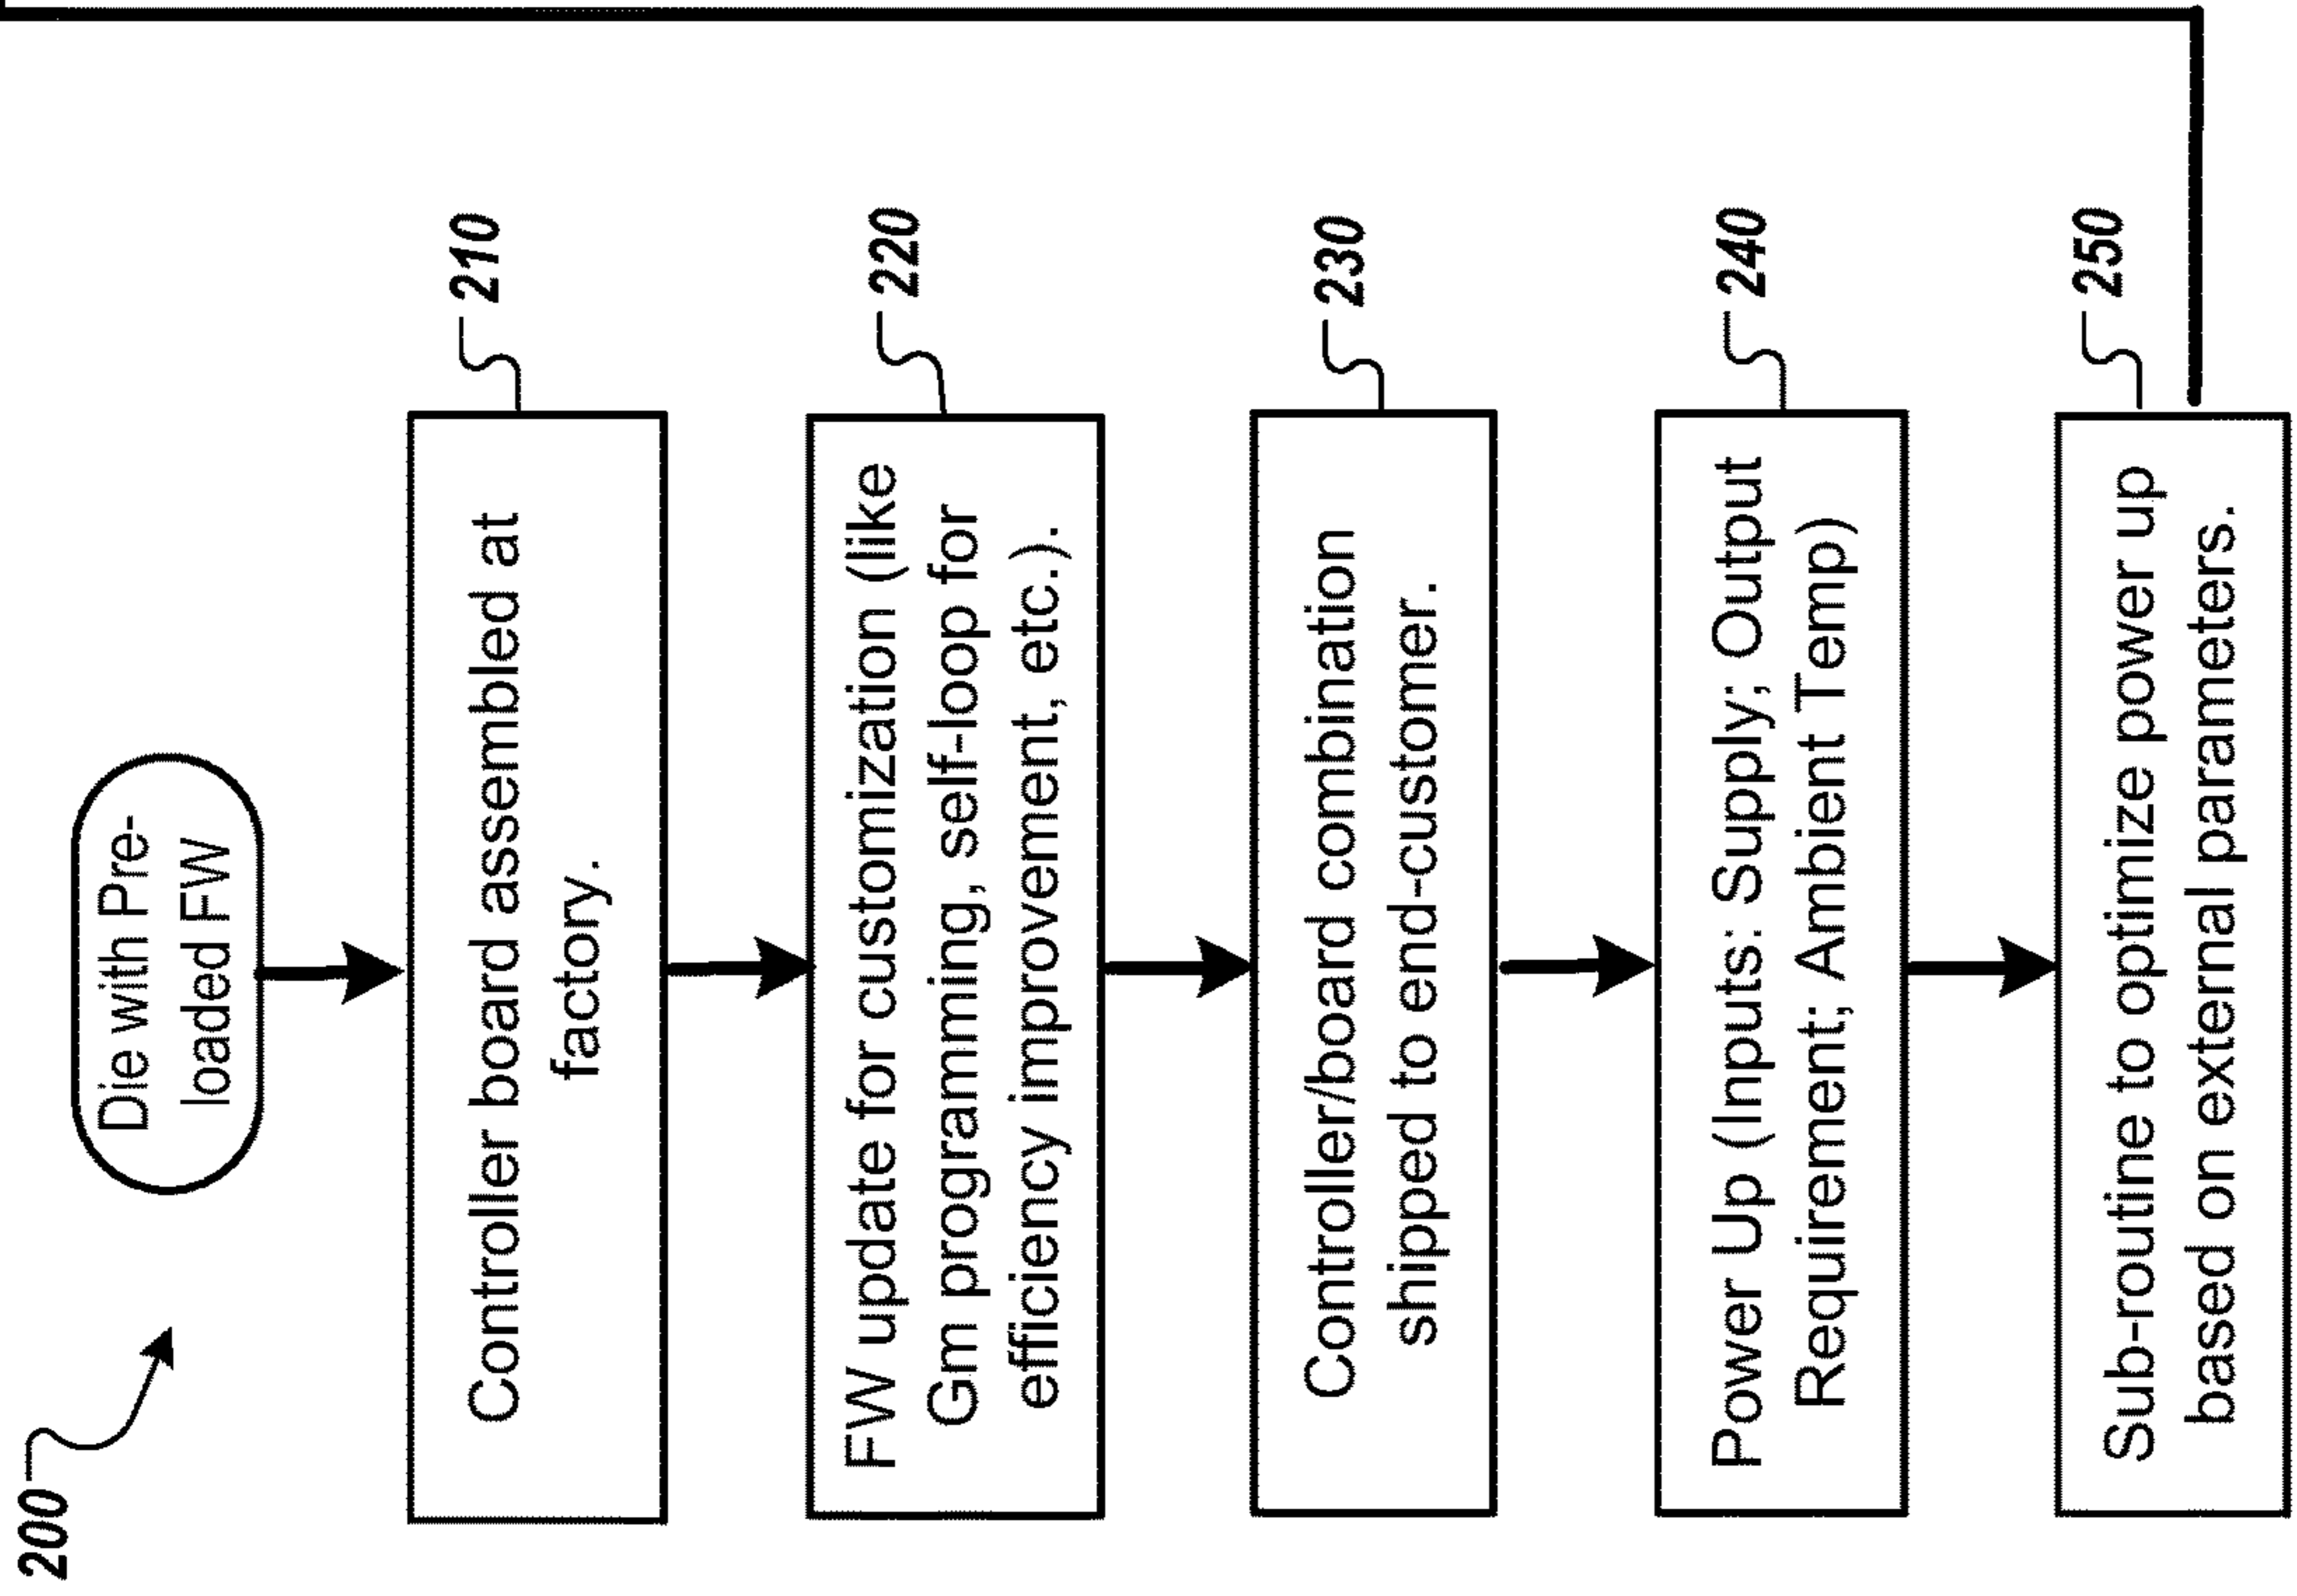 200
Die with Pre-
loaded FW
210
Controller board assembled at
factory.
220
FW update for customization (like
Gm programming, self-loop for
efficiency improvement, etc.).
230
Controller/board combination
shipped to end-customer.
240
Power Up (Inputs: Supply; Output
Requirement; Ambient Temp)
250
Sub-routine to optimize power up
based on external parameters.